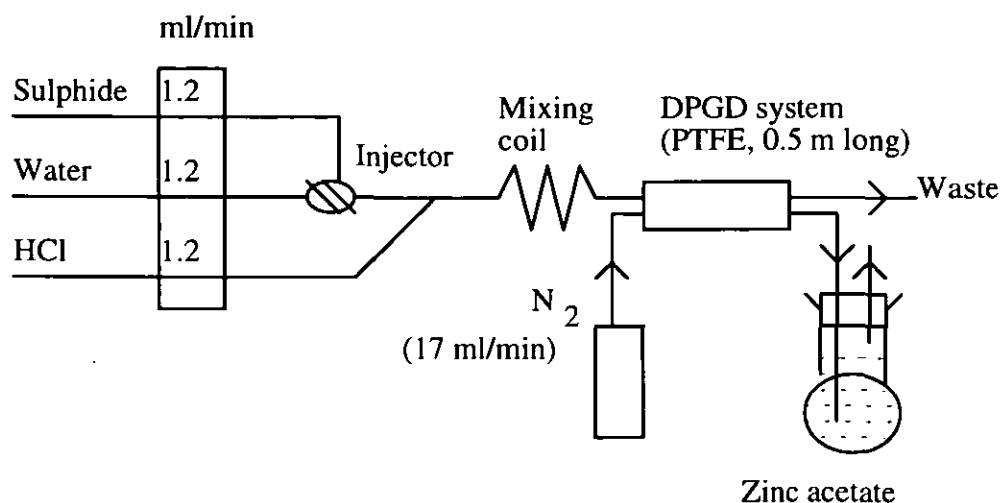 ml/min
Sulphide 1.2
Water 1.2
HCl 1.2
Injector
Mixing
coil
DPGD system
(PTFE, 0.5 m long)
Waste
N2
(17 ml/min)
Zinc acetate